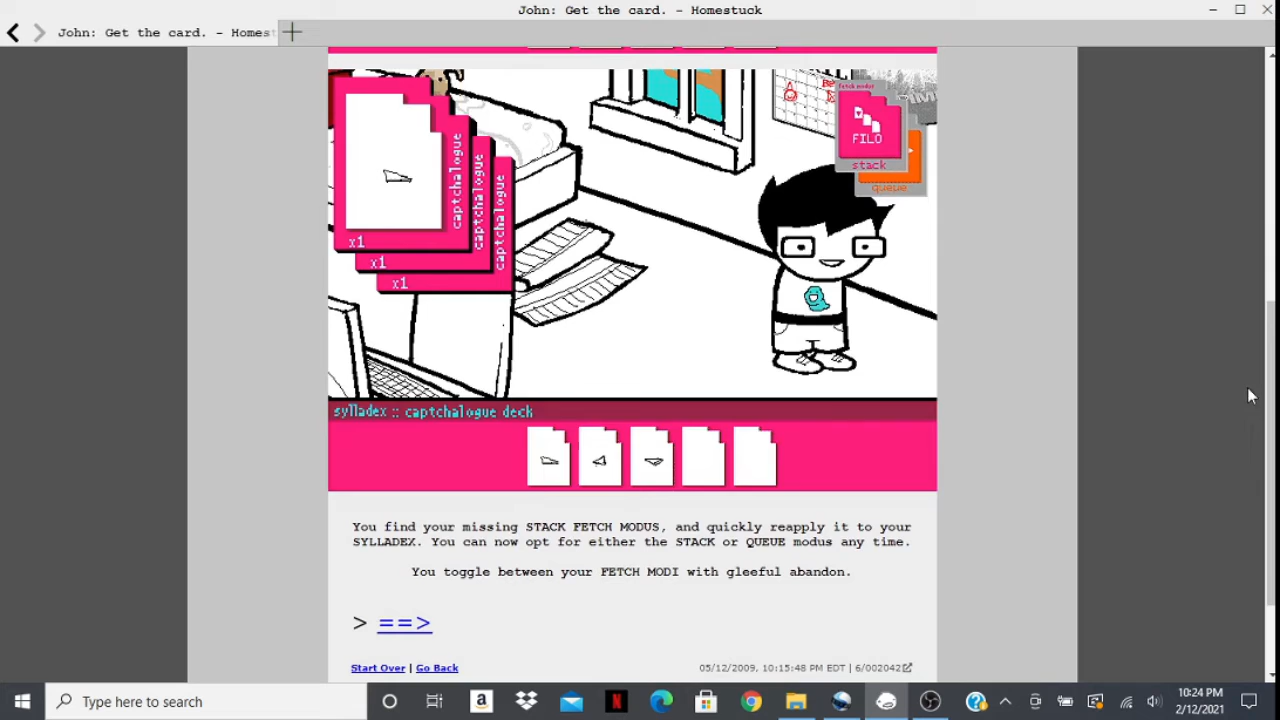 John: Get the card. - Homestuck
John: Get the card. - Homest
fetch modus
FILO
stack
queue
captchalogue
captchalogue
captchalogue
x1
x1
x1
sylladex :: captchalogue deck
You find your missing STACK FETCH MODUS, and quickly reapply it to your
SYLLADEX. You can now opt for either the STACK or QUEUE modus any time.
You toggle between your FETCH MODI with gleeful abandon.
> ==>
Start Over | Go Back
05/12/2009, 10:15:48 PM EDT | 6/002042
Type here to search
10:24 PM
2/12/2021